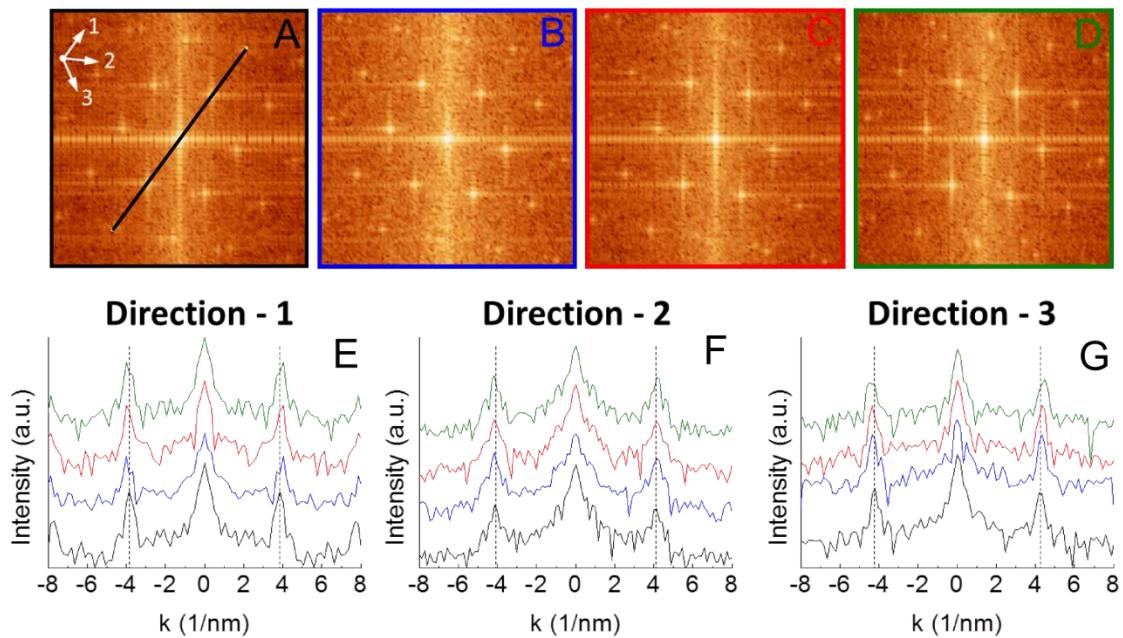 A
B
C
D
1
2
3
Direction - 1
Direction - 2
Direction - 3
E
F
G
Intensity (a.u.)
Intensity (a.u.)
Intensity (a.u.)
-8 -6 -4 -2 0 2 4 6 8
-8 -6 -4 -2 0 2 4 6 8
-8 -6 -4 -2 0 2 4 6 8
k (1/nm)
k (1/nm)
k (1/nm)